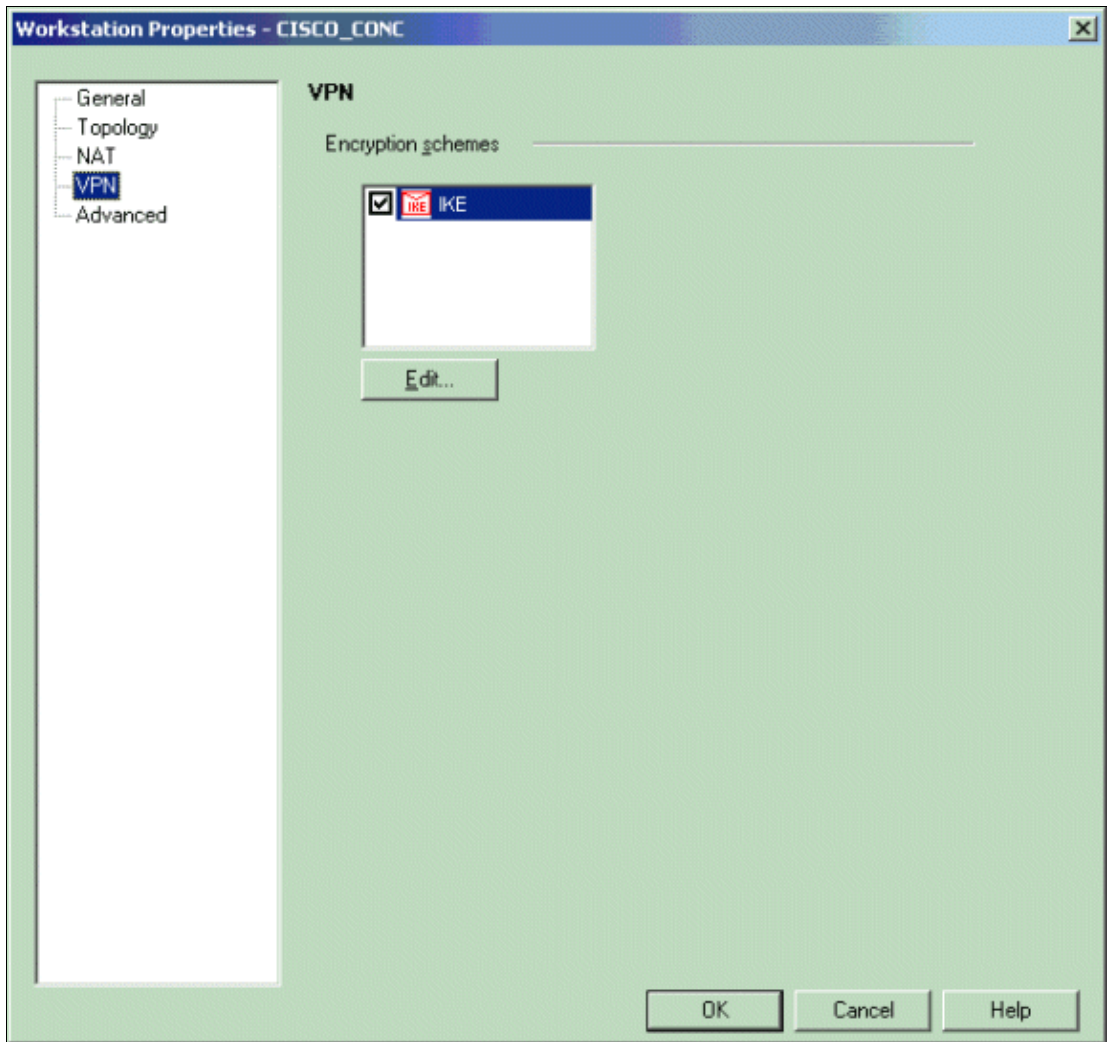 Workstation Properties - CISCO_CONC
General
Topology
NAT
VPN
Advanced
VPN
Encryption schemes
IKE IKE
Edit...
OK Cancel Help